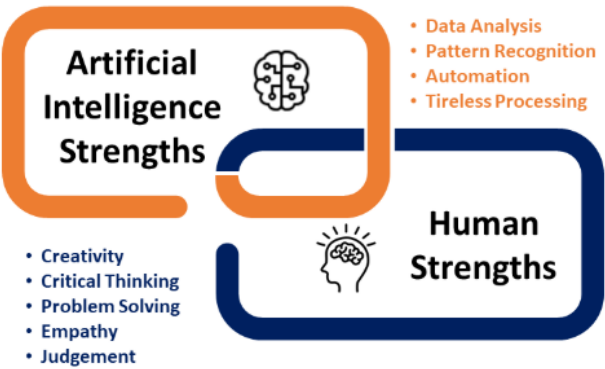 Artificial
Intelligence
Strengths
• Data Analysis
• Pattern Recognition
• Automation
• Tireless Processing
• Creativity
• Critical Thinking
• Problem Solving
• Empathy
• Judgement
Human
Strengths